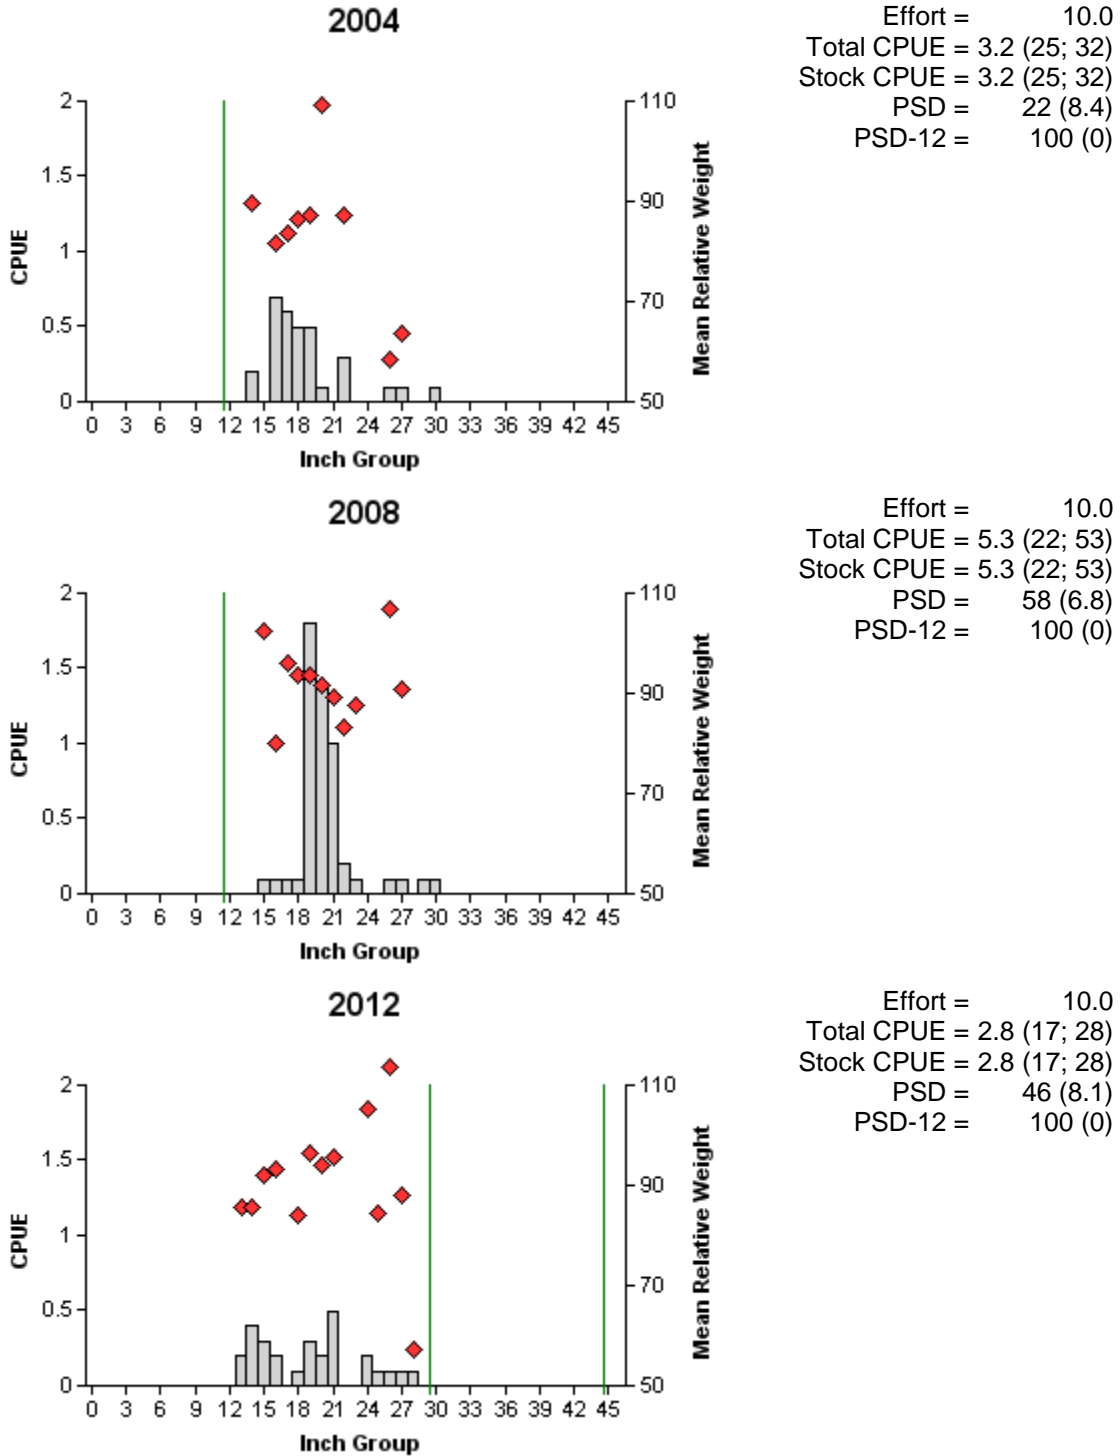 2004
Effort = 10.0
Total CPUE = 3.2 (25; 32)
Stock CPUE = 3.2 (25; 32)
PSD = 22 (8.4)
PSD-12 = 100 (0)
2
1.5
1
0.5
0
CPUE
110
90
70
50
Mean Relative Weight
0 3 6 9 12 15 18 21 24 27 30 33 36 39 42 45
Inch Group
2008
Effort = 10.0
Total CPUE = 5.3 (22; 53)
Stock CPUE = 5.3 (22; 53)
PSD = 58 (6.8)
PSD-12 = 100 (0)
2
1.5
1
0.5
0
CPUE
110
90
70
50
Mean Relative Weight
0 3 6 9 12 15 18 21 24 27 30 33 36 39 42 45
Inch Group
2012
Effort = 10.0
Total CPUE = 2.8 (17; 28)
Stock CPUE = 2.8 (17; 28)
PSD = 46 (8.1)
PSD-12 = 100 (0)
2
1.5
1
0.5
0
CPUE
110
90
70
50
Mean Relative Weight
0 3 6 9 12 15 18 21 24 27 30 33 36 39 42 45
Inch Group